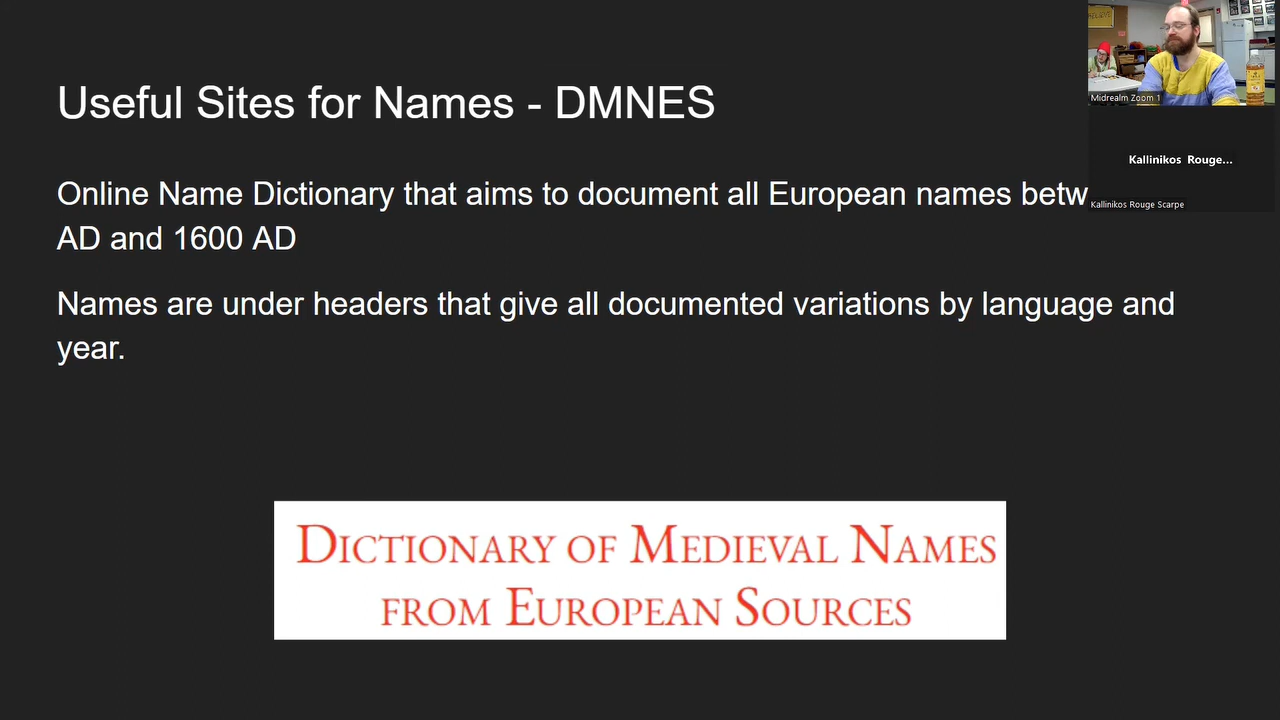 Useful Sites for Names - DMNES
Online Name Dictionary that aims to document all European names betw
AD and 1600 AD
Names are under headers that give all documented variations by language and
year.
DICTIONARY OF MEDIEVAL NAMES
FROM EUROPEAN SOURCES
Midrealm Zoom 1
Kallinikos Rouge...
Kallinikos Rouge Scarpe